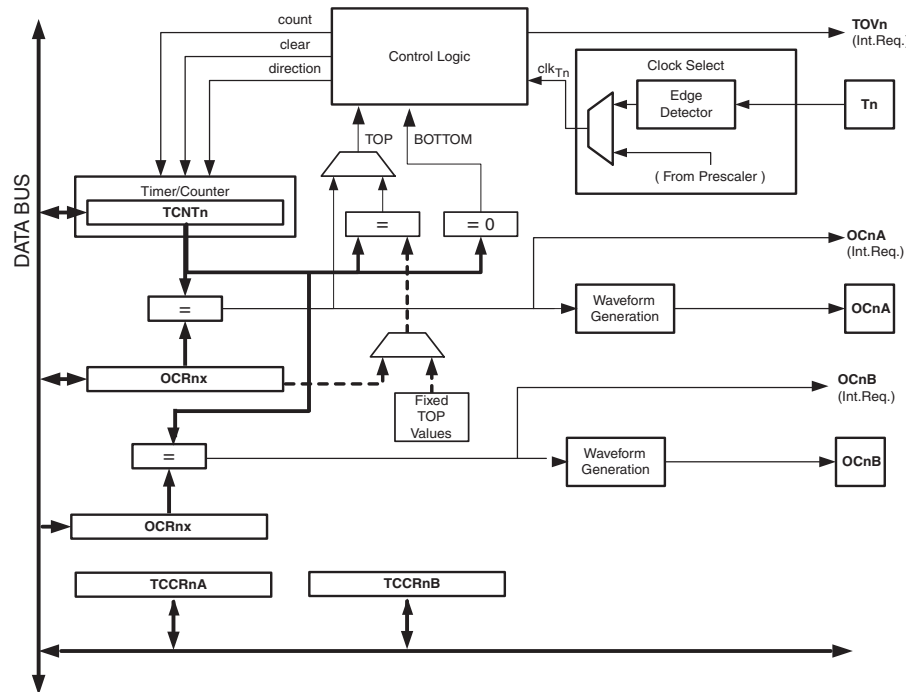 count
clear
direction
Control Logic
TOVn
(Int.Req.)
clkTn
Clock Select
Edge
Detector
Tn
( From Prescaler )
TOP
BOTTOM
Timer/Counter
TCNTn
DATA BUS
=
= 0
OCnA
(Int.Req.)
=
Waveform
Generation
OCnA
OCRnx
Fixed
TOP
Values
OCnB
(Int.Req.)
=
Waveform
Generation
OCnB
OCRnx
TCCRnA
TCCRnB